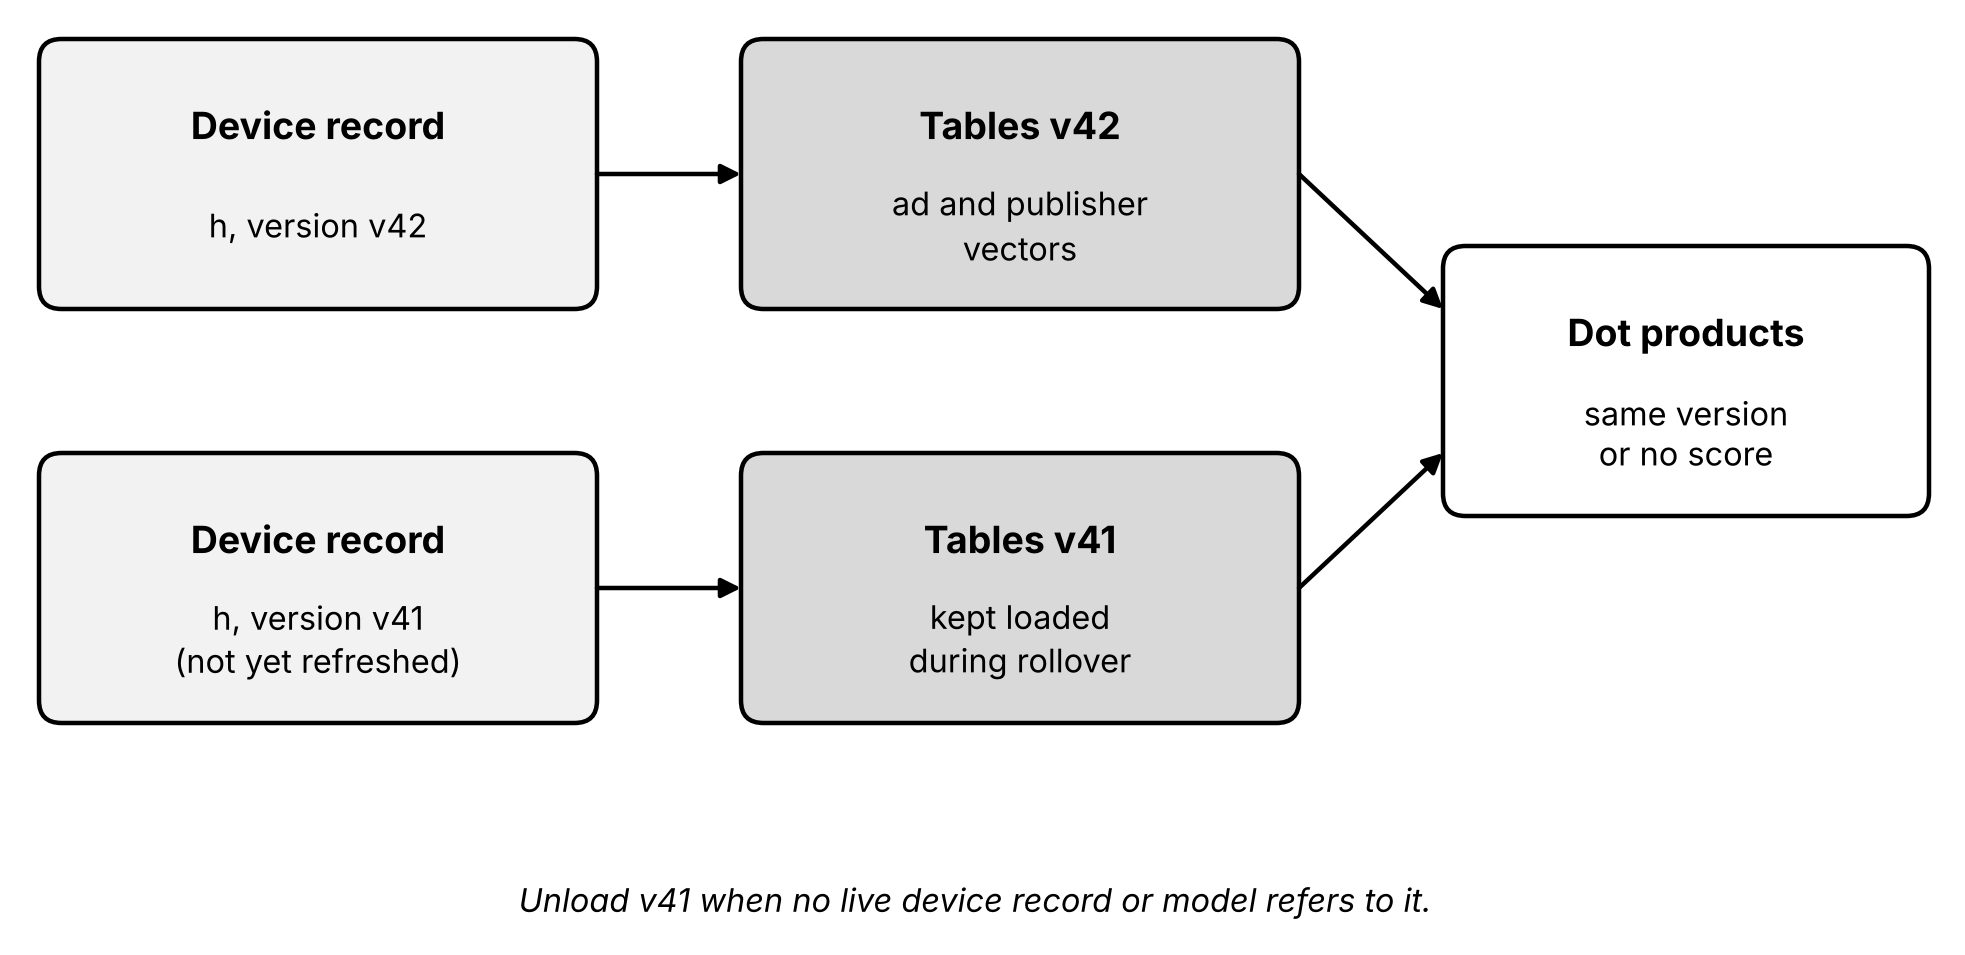 Device record
h, version v42
Tables v42
ad and publisher
vectors
Dot products
same version
or no score
Device record
h, version v41
(not yet refreshed)
Tables v41
kept loaded
during rollover
Unload v41 when no live device record or model refers to it.